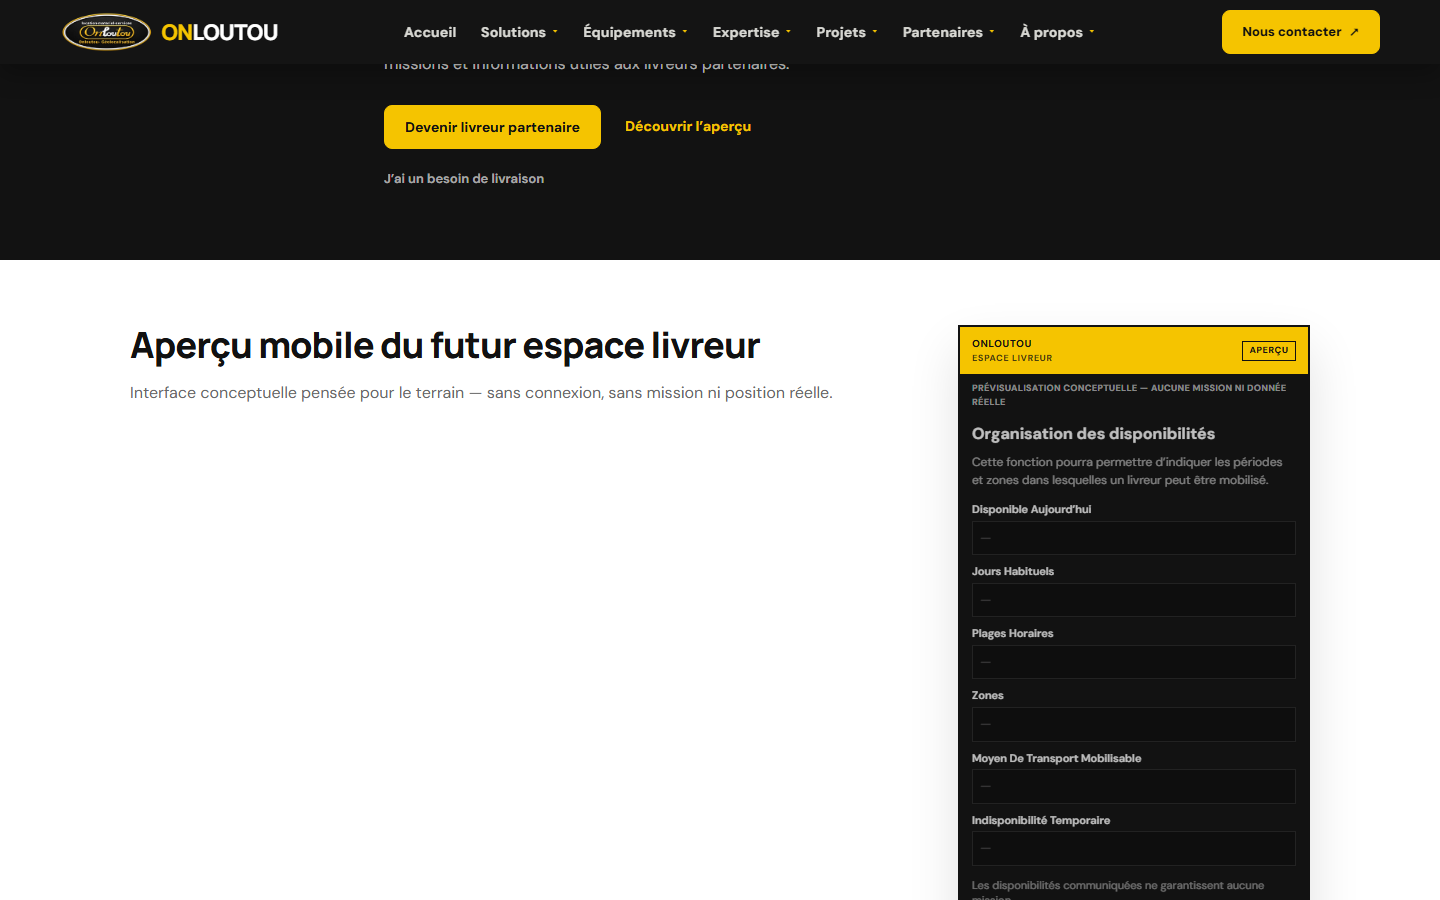 OnLoutou
ONLOUTOU
Accueil
Solutions
Équipements
Expertise
Projets
Partenaires
À propos
Nous contacter ↗
missions et informations utiles aux livreurs partenaires.
Devenir livreur partenaire
Découvrir l’aperçu
J’ai un besoin de livraison
Aperçu mobile du futur espace livreur
Interface conceptuelle pensée pour le terrain — sans connexion, sans mission ni position réelle.
ONLOUTOU
ESPACE LIVREUR
APERÇU
PRÉVISUALISATION CONCEPTUELLE — AUCUNE MISSION NI DONNÉE
RÉELLE
Organisation des disponibilités
Cette fonction pourra permettre d’indiquer les périodes
et zones dans lesquelles un livreur peut être mobilisé.
Disponible Aujourd’hui
—
Jours Habituels
—
Plages Horaires
—
Zones
—
Moyen De Transport Mobilisable
—
Indisponibilité Temporaire
—
Les disponibilités communiquées ne garantissent aucune
mission.